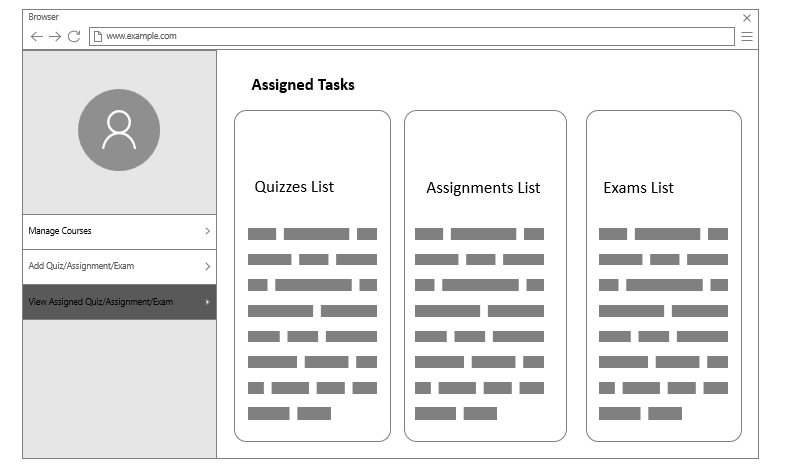 Browser
www.example.com
Assigned Tasks
Manage Courses
Add Quiz/Assignment/Exam
View Assigned Quiz/Assignment/Exam
Quizzes List
Assignments List
Exams List